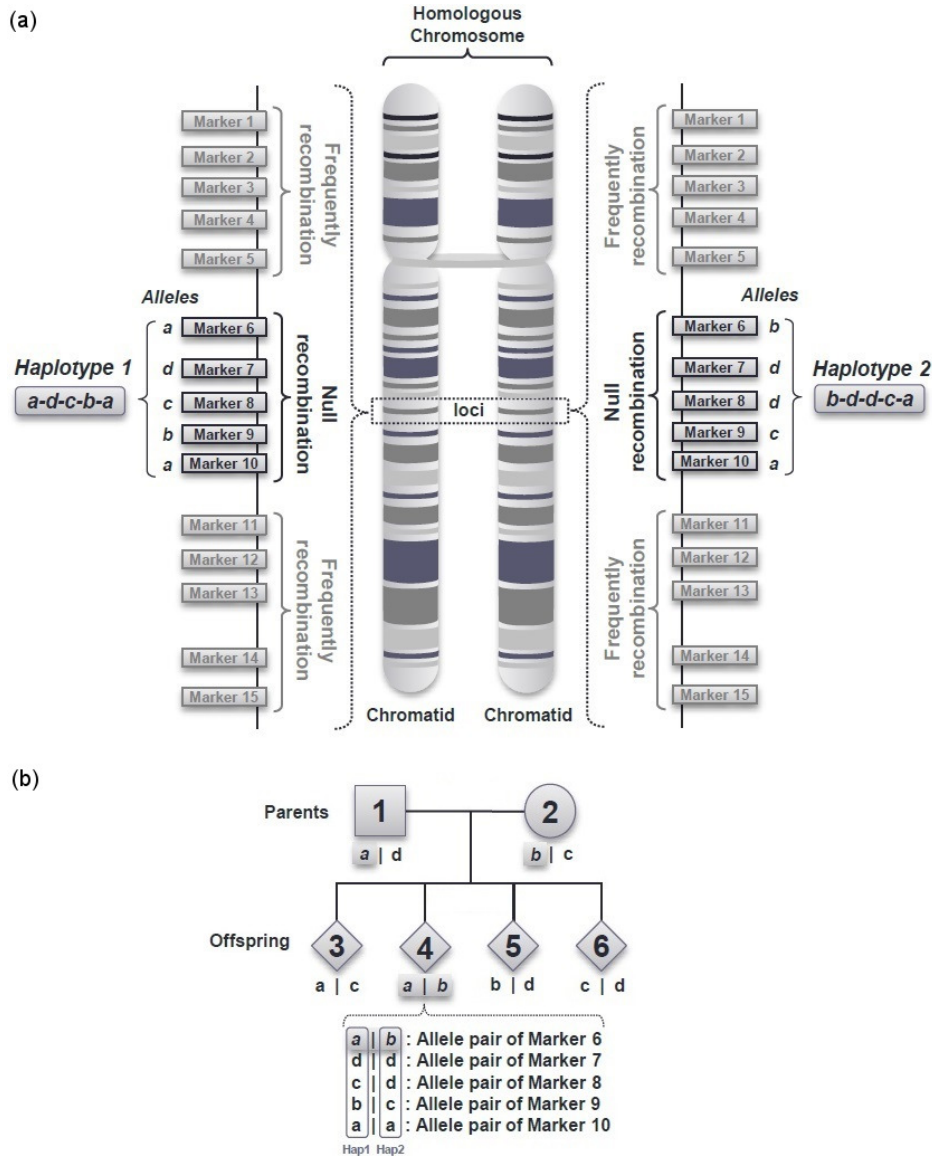 (a)
Homologous
Chromosome
Marker 1
Marker 2
Marker 3
Marker 4
Marker 5
Frequently
recombination
Alleles
a Marker 6
d Marker 7
c Marker 8
b Marker 9
a Marker 10
Null
recombination
Haplotype 1
a-d-c-b-a
Marker 11
Marker 12
Marker 13
Marker 14
Marker 15
Frequently
recombination
loci
Chromatid Chromatid
Frequently
recombination
Marker 1
Marker 2
Marker 3
Marker 4
Marker 5
Alleles
Null
recombination
Marker 6 b
Marker 7 d
Marker 8 d
Marker 9 c
Marker 10 a
Haplotype 2
b-d-d-c-a
Frequently
recombination
Marker 11
Marker 12
Marker 13
Marker 14
Marker 15
(b)
Parents 1 2
a | d b | c
Offspring 3 4 5 6
a | c a | b b | d c | d
a | b : Allele pair of Marker 6
d | d : Allele pair of Marker 7
c | d : Allele pair of Marker 8
b | c : Allele pair of Marker 9
a | a : Allele pair of Marker 10
Hap1 Hap2